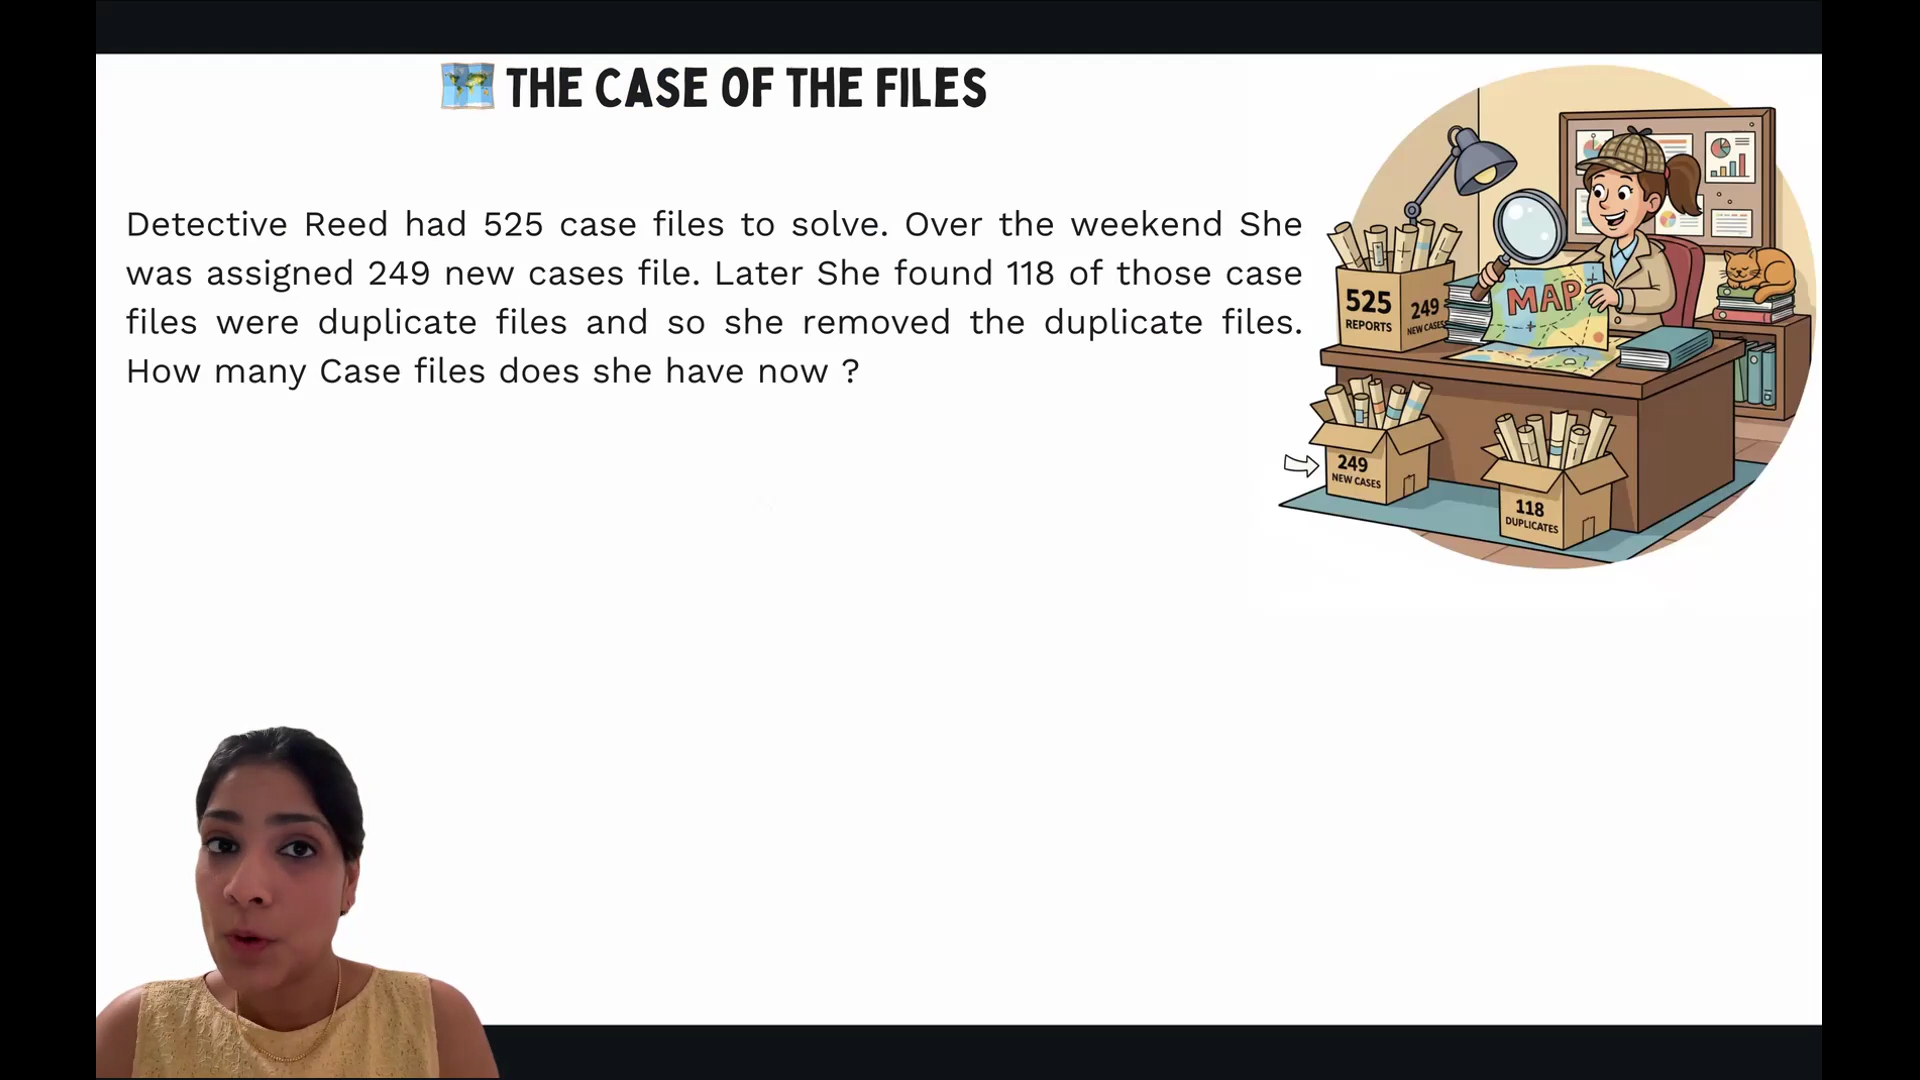 THE CASE OF THE FILES
Detective Reed had 525 case files to solve. Over the weekend She
was assigned 249 new cases file. Later She found 118 of those case
files were duplicate files and so she removed the duplicate files.
How many Case files does she have now ?
525
REPORTS
249
NEW CASES
MAP
249
NEW CASES
118
DUPLICATES